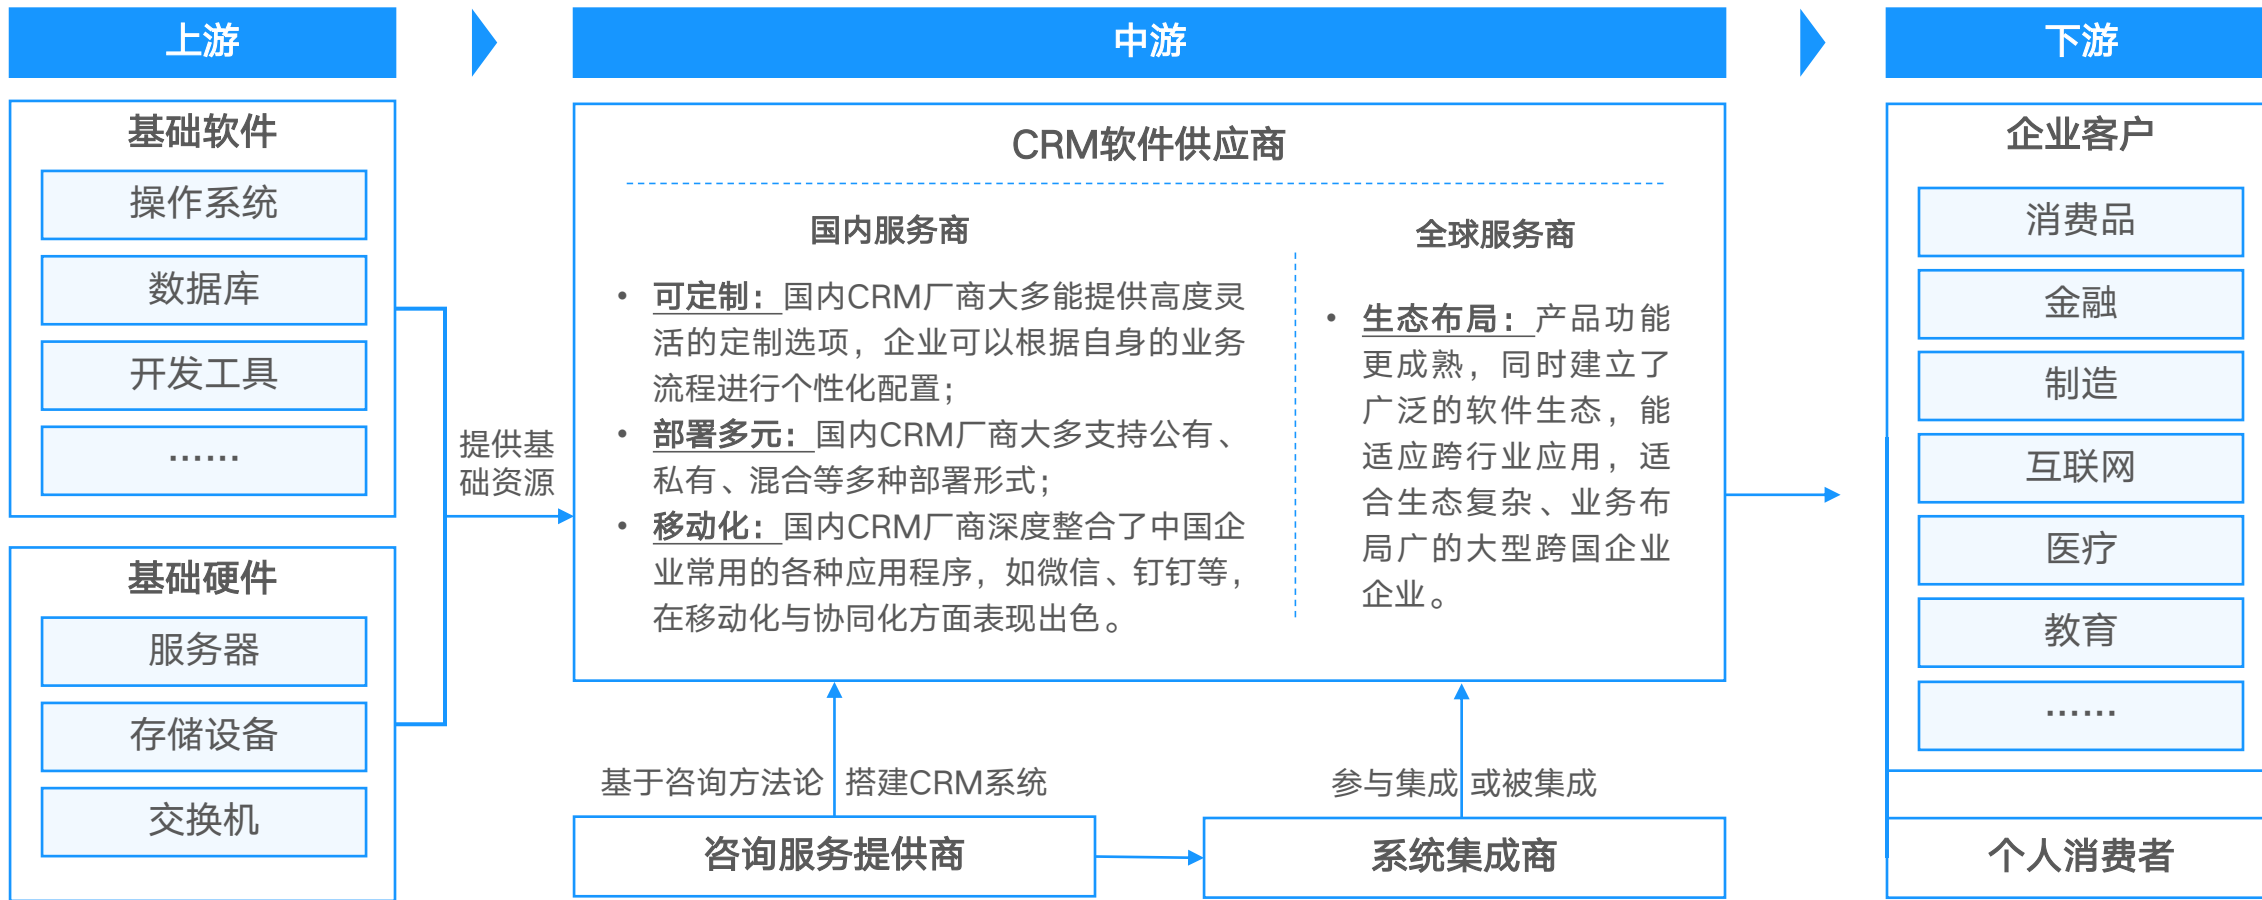 上游
中游
下游
基础软件
操作系统
数据库
开发工具
……
基础硬件
服务器
存储设备
交换机
提供基
础资源
CRM软件供应商
国内服务商
• 可定制：国内CRM厂商大多能提供高度灵
活的定制选项，企业可以根据自身的业务
流程进行个性化配置；
• 部署多元：国内CRM厂商大多支持公有、
私有、混合等多种部署形式；
• 移动化：国内CRM厂商深度整合了中国企
业常用的各种应用程序，如微信、钉钉等，
在移动化与协同化方面表现出色。
全球服务商
• 生态布局：产品功能
更成熟，同时建立了
广泛的软件生态，能
适应跨行业应用，适
合生态复杂、业务布
局广的大型跨国企业
企业。
基于咨询方法论 搭建CRM系统
参与集成 或被集成
咨询服务提供商
系统集成商
企业客户
消费品
金融
制造
互联网
医疗
教育
……
个人消费者